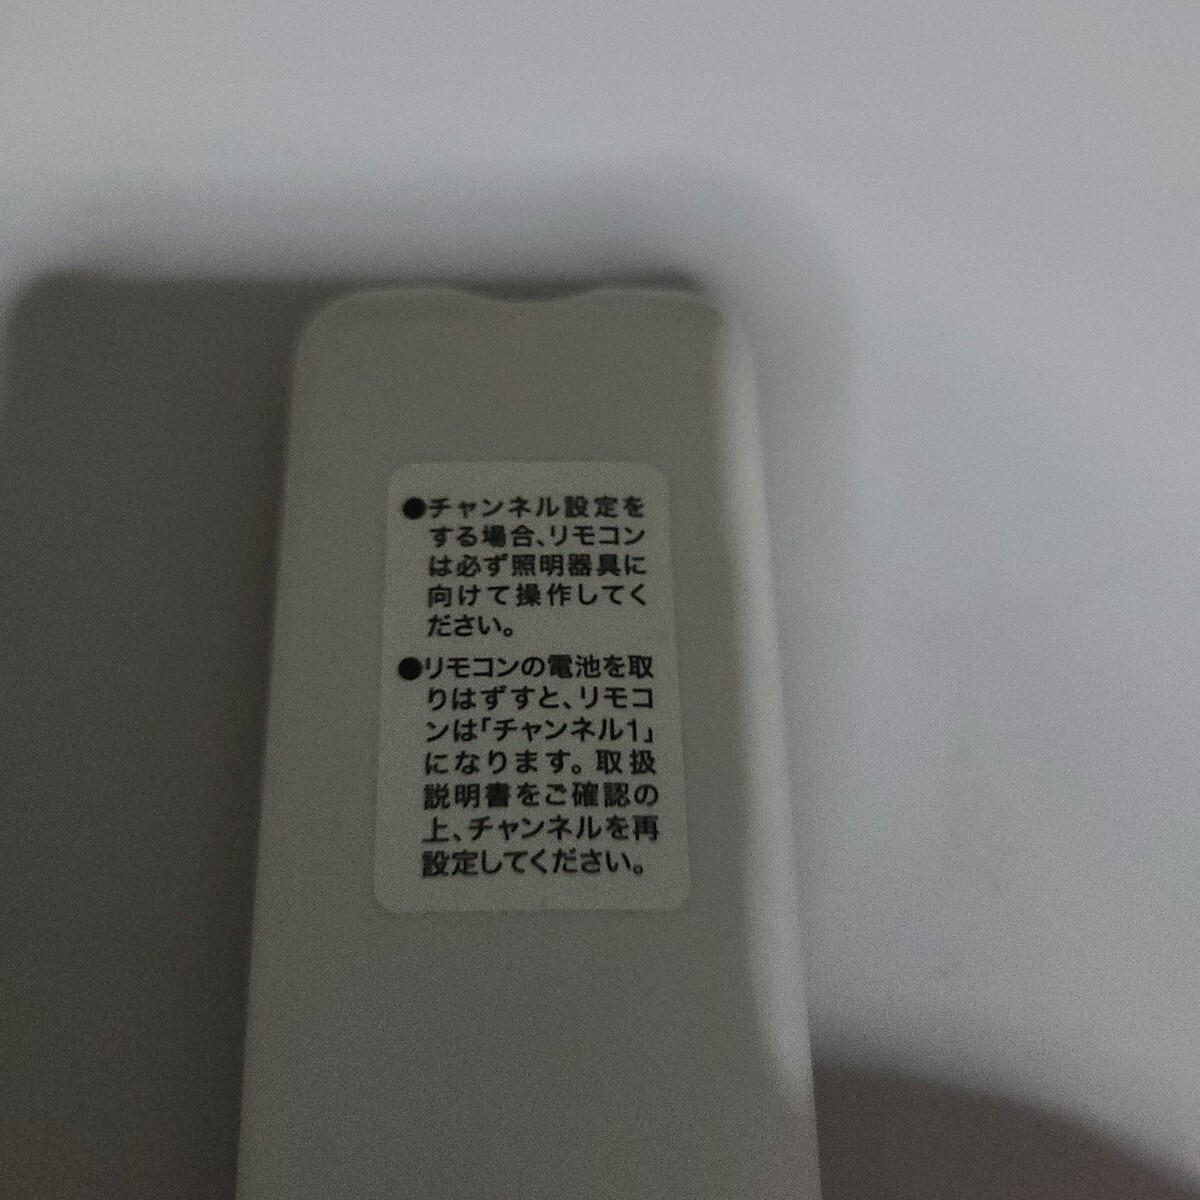 ●チャンネル設定を
する場合、リモコン
は必ず照明器具に
向けて操作してく
ださい。
●リモコンの電池を取
りはずすと、リモコ
ンは「チャンネル1」
になります。取扱
説明書をご確認の
上、チャンネルを再
設定してください。